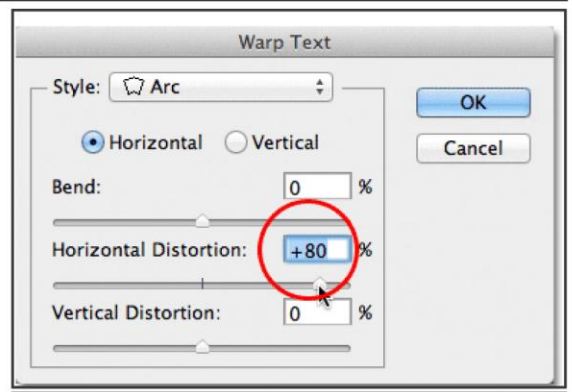 Warp Text
Style: Arc
OK
Horizontal Vertical
Cancel
Bend: 0 %
Horizontal Distortion: +80 %
Vertical Distortion: 0 %